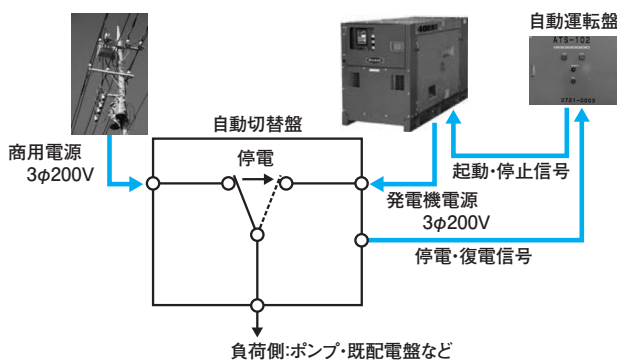 自動運転盤
ATS-102
2721-0003
自動切替盤
商用電源
3φ200V
停電
起動・停止信号
発電機電源
3φ200V
停電・復電信号
負荷側:ポンプ・既配電盤など